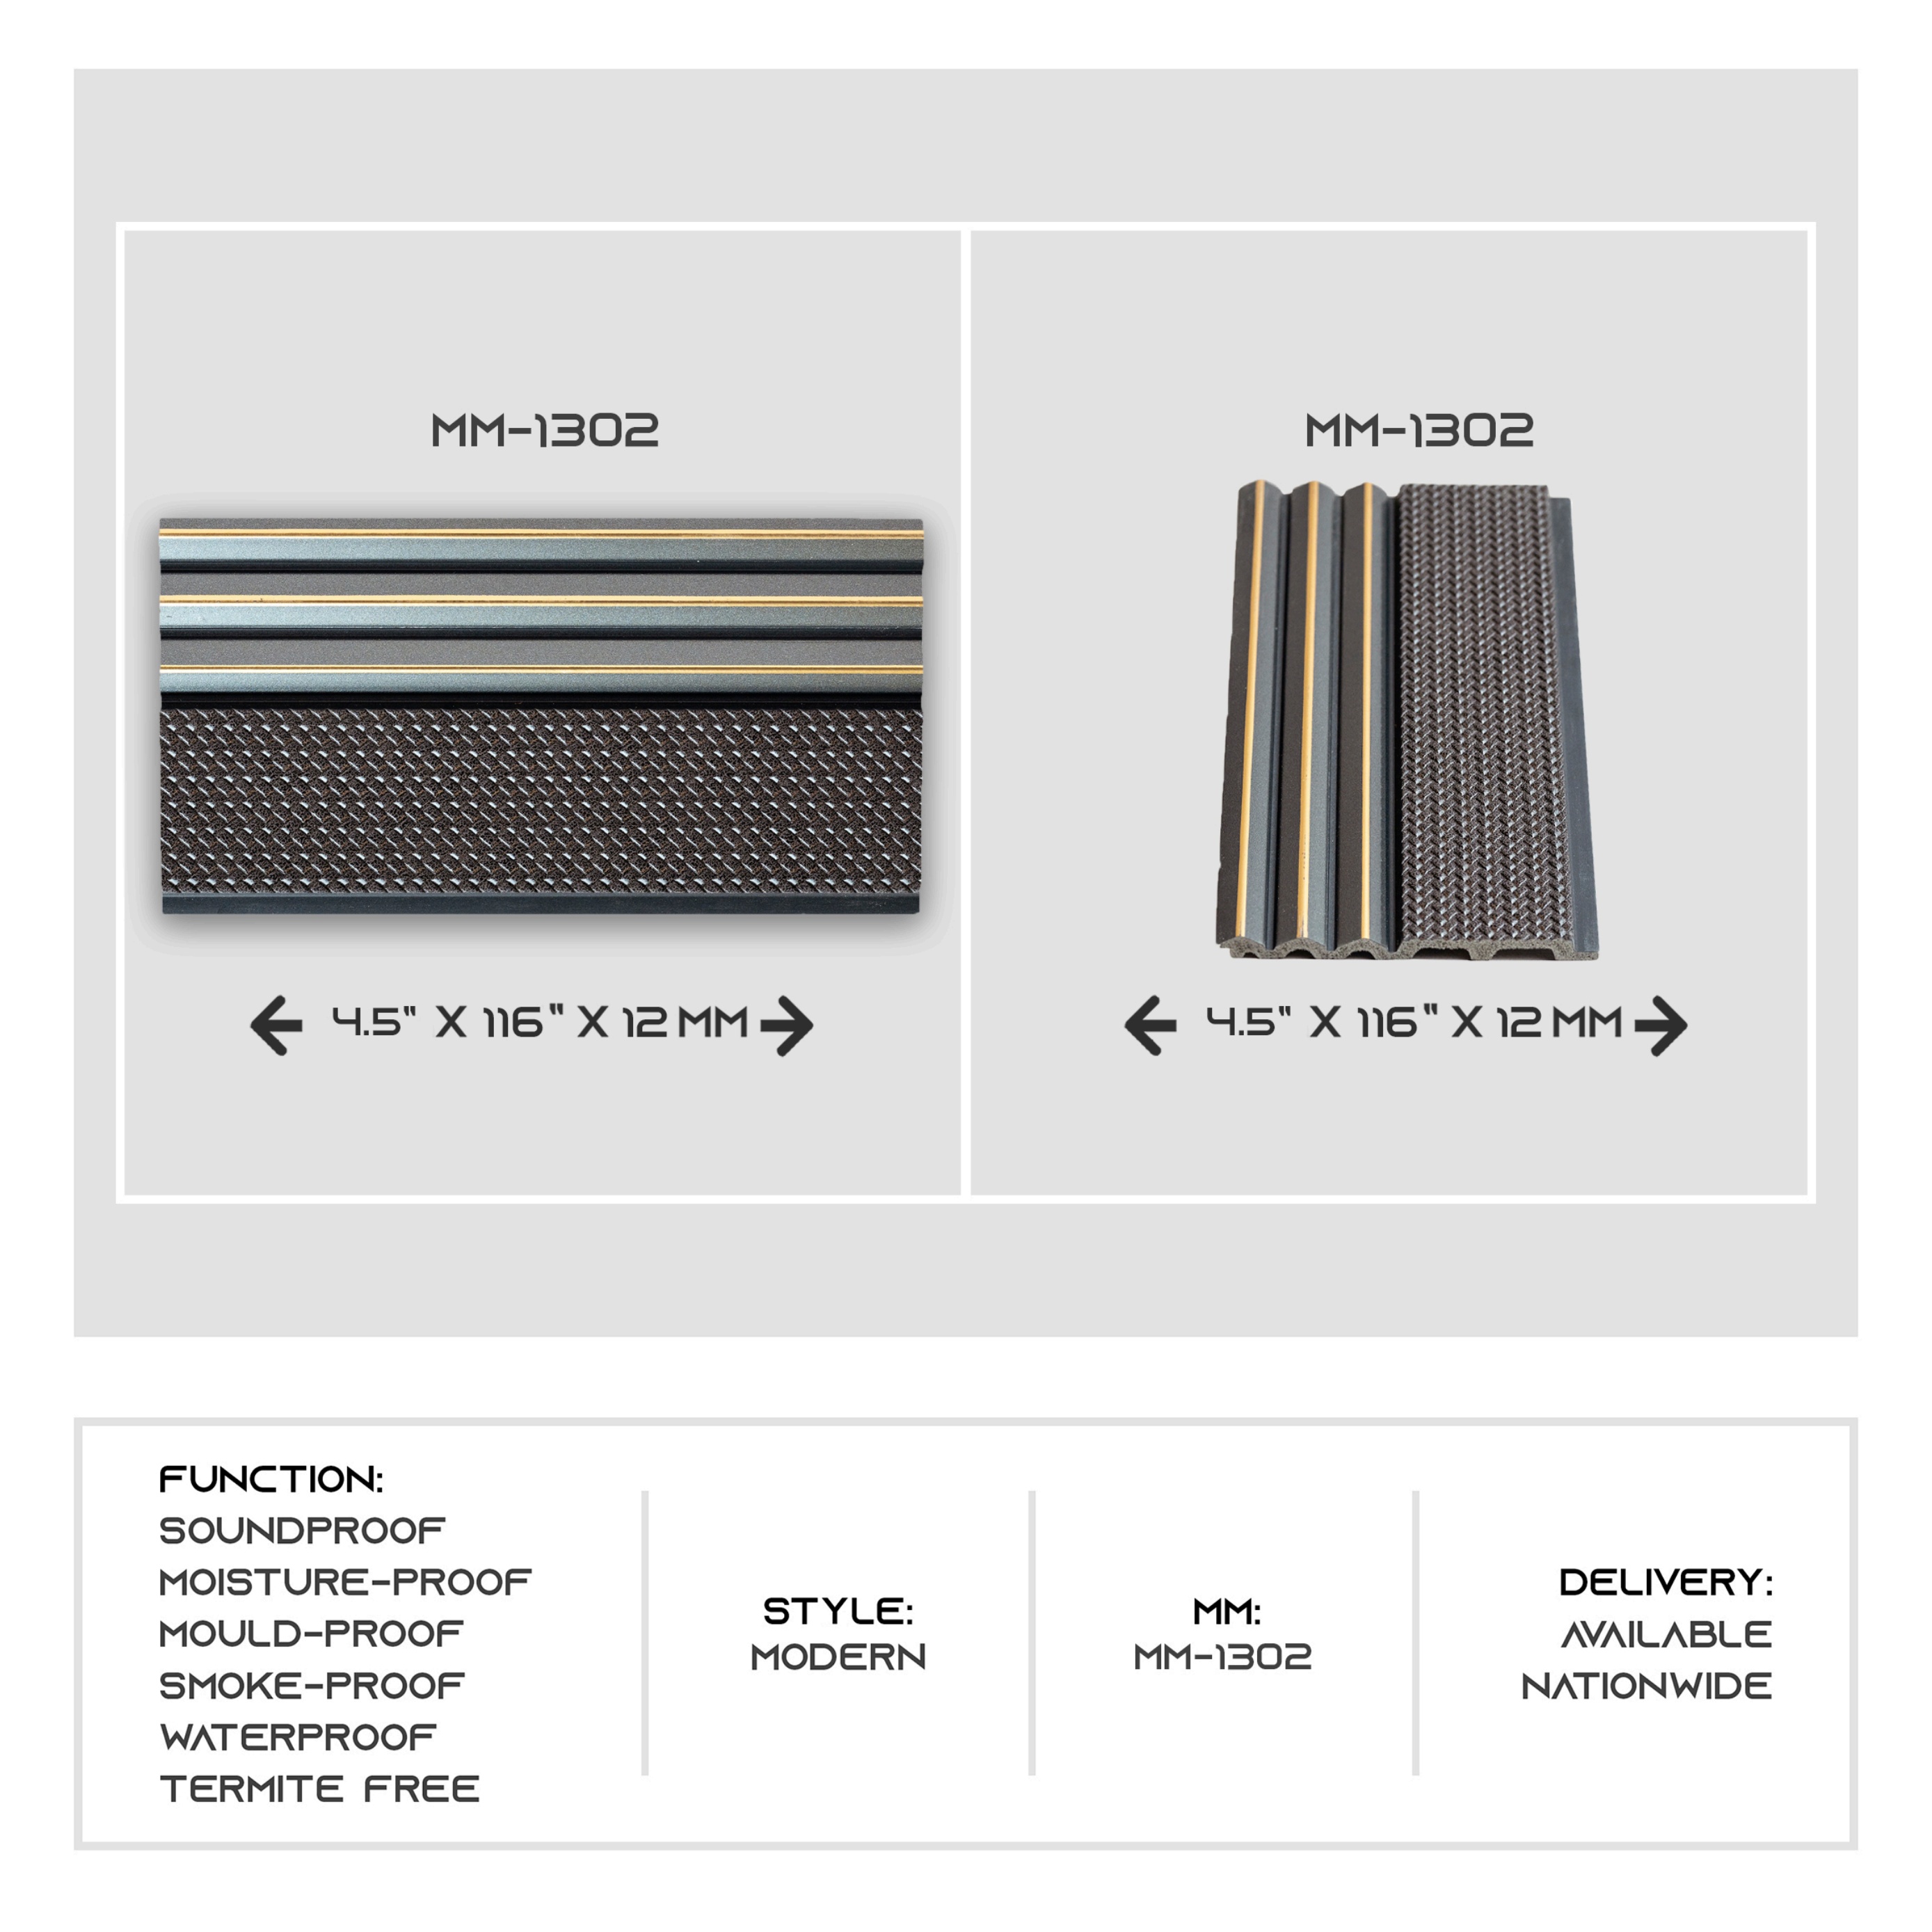 MM-1302
4.5" X 116" X 12 MM
MM-1302
4.5" X 116" X 12 MM
FUNCTION:
SOUNDPROOF
MOISTURE-PROOF
MOULD-PROOF
SMOKE-PROOF
WATERPROOF
TERMITE FREE
STYLE:
MODERN
MM:
MM-1302
DELIVERY:
AVAILABLE
NATIONWIDE